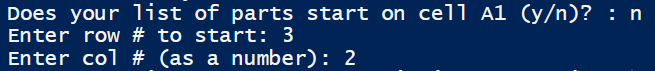 Does your list of parts start on cell A1 (y/n)? : n
Enter row # to start: 3
Enter col # (as a number): 2